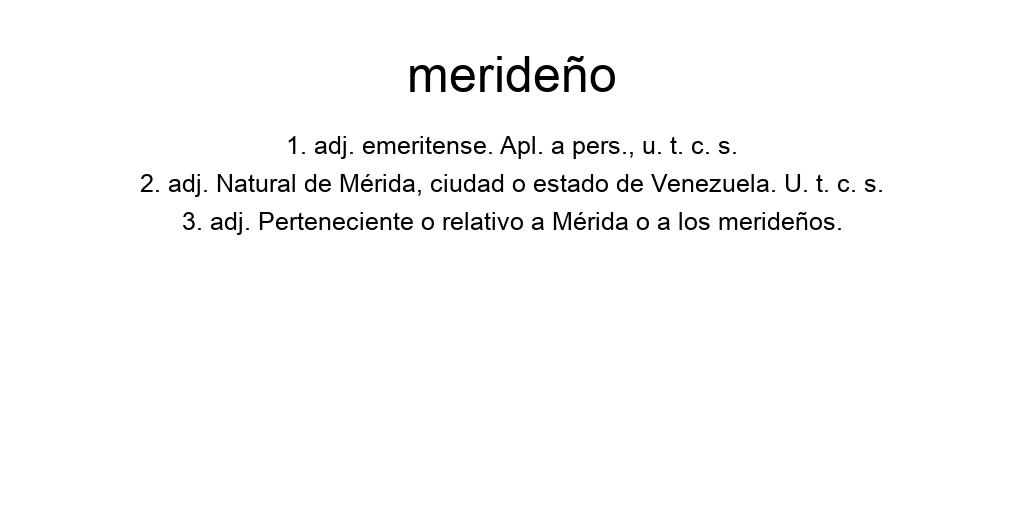 merideño
1. adj. emeritense. Apl. a pers., u. t. c. s.
2. adj. Natural de Mérida, ciudad o estado de Venezuela. U. t. c. s.
3. adj. Perteneciente o relativo a Mérida o a los merideños.